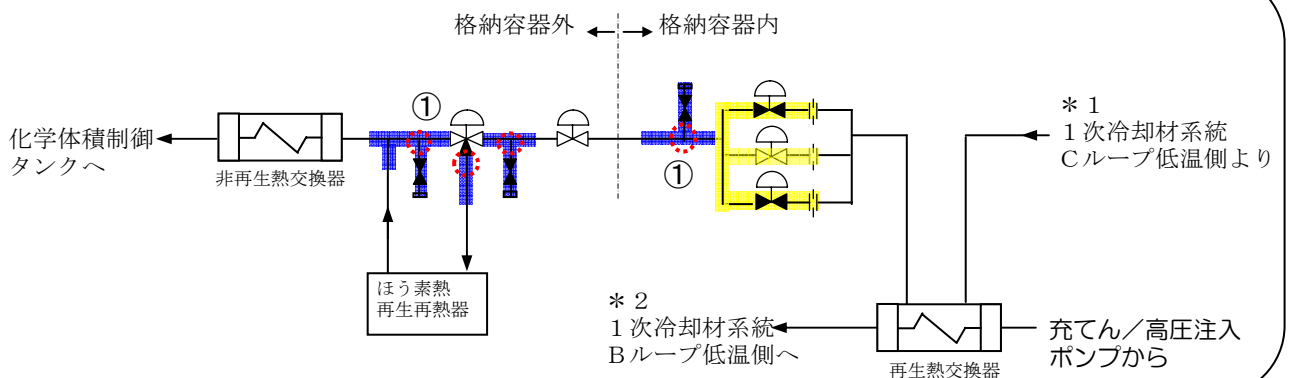 格納容器外
格納容器内
①
化学体積制御
タンクへ
非再生熱交換器
①
＊１
１次冷却材系統
Ｃループ低温側より
ほう素熱
再生再熱器
＊２
１次冷却材系統
Ｂループ低温側へ
充てん／高圧注入
ポンプから
再生熱交換器